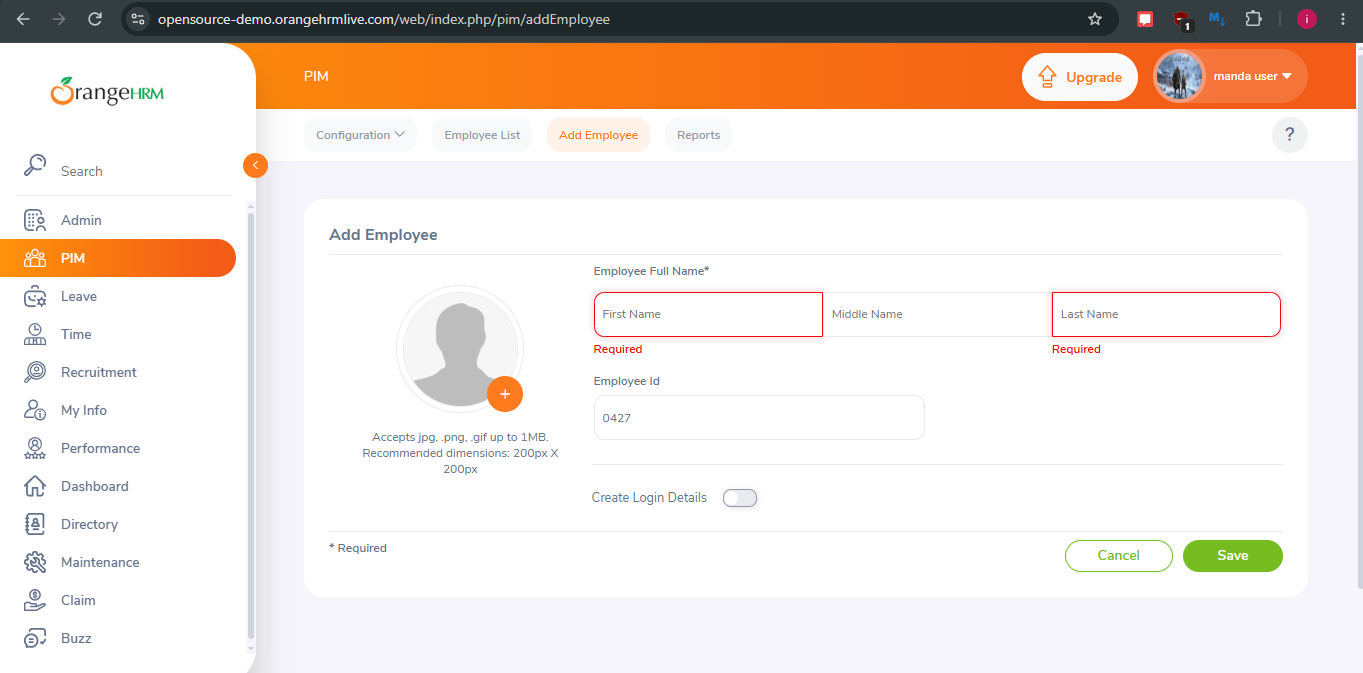 opensource-demo.orangehrmlive.com/web/index.php/pim/addEmployee
1
M
i
OrangeHRM
PIM
Upgrade
manda user
Configuration
Employee List
Add Employee
Reports
?
Search
Admin
PIM
Leave
Time
Recruitment
My Info
Performance
Dashboard
Directory
Maintenance
Claim
Buzz
Add Employee
Accepts jpg, .png, .gif up to 1MB.
Recommended dimensions: 200px X
200px
Employee Full Name*
First Name
Middle Name
Last Name
Required
Required
Employee Id
0427
Create Login Details
* Required
Cancel
Save